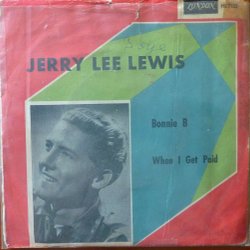 LONDON
JERRY LEE LEWIS
Bonnie B
When I Get Paid